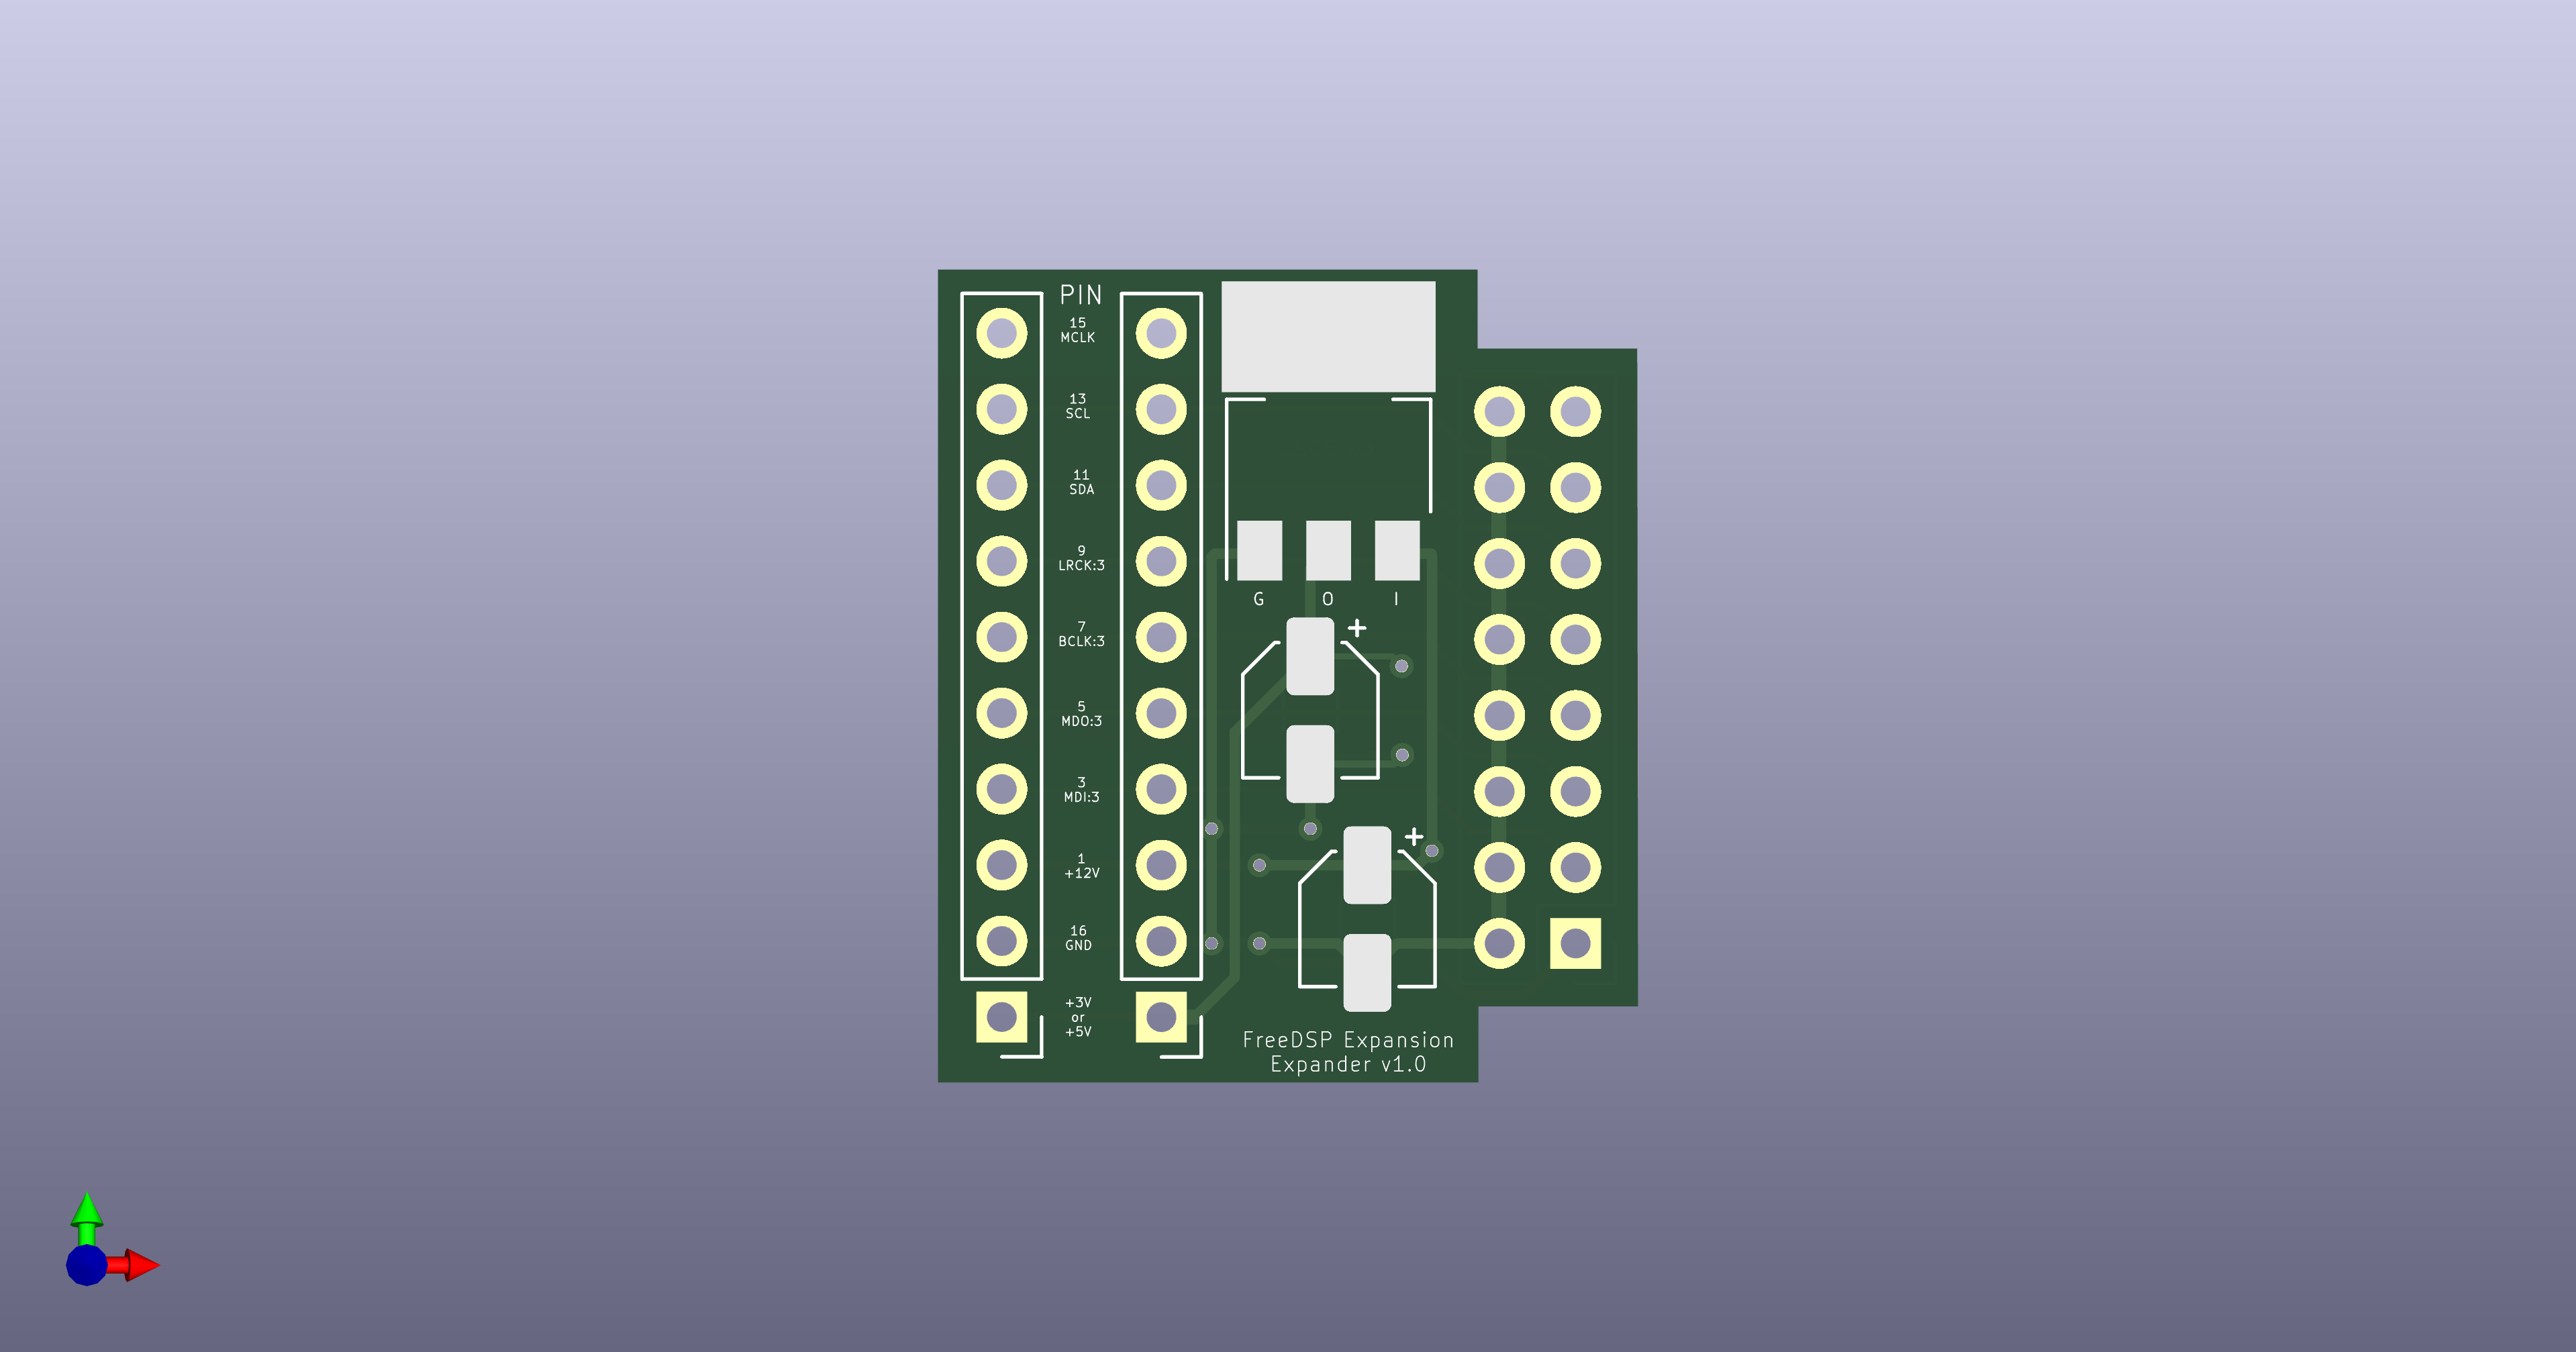 PIN
15
MCLK
13
SCL
11
SDA
9
LRCK:3
7
BCLK:3
5
MDO:3
3
MDI:3
1
+12V
16
GND
+3V
or
+5V
G O I
+
+
FreeDSP Expansion
Expander v1.0